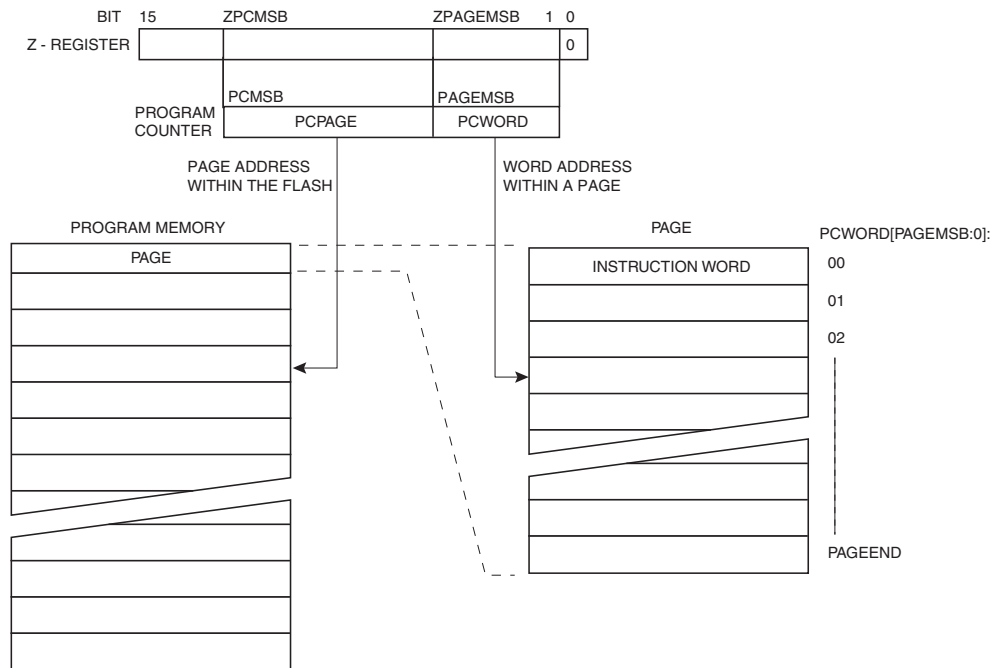 BIT 15 ZPCMSB ZPAGEMSB 1 0
Z - REGISTER 0
PCMSB PAGEMSB
PROGRAM
COUNTER
PCPAGE PCWORD
PAGE ADDRESS
WITHIN THE FLASH
WORD ADDRESS
WITHIN A PAGE
PROGRAM MEMORY
PAGE
PAGE
PCWORD[PAGEMSB:0]:
INSTRUCTION WORD
00
01
02
PAGEEND